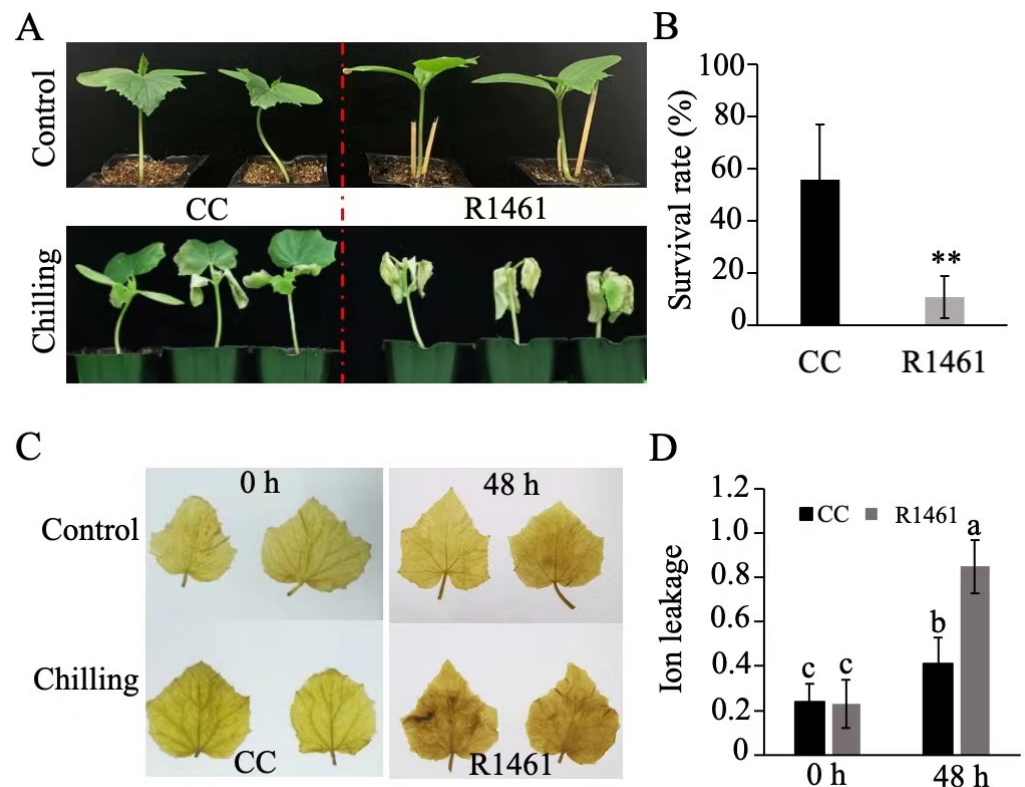 A
Control
CC
R1461
Chilling
B
Survival rate (%)
100
80
60
40
20
0
**
CC
R1461
C
0 h
48 h
Control
Chilling
CC
R1461
D
Ion leakage
1.2
1.0
0.8
0.6
0.4
0.2
0
CC
R1461
c
c
b
a
0 h
48 h